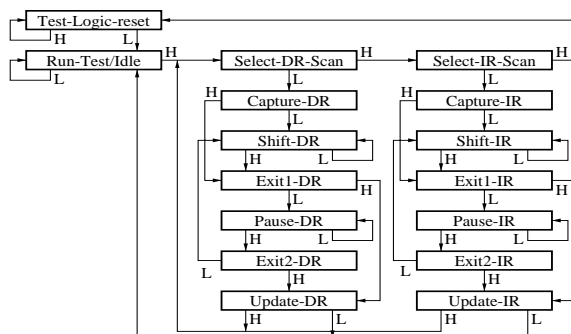 Test-Logic-reset
H L
Run-Test/Idle H Select-DR-Scan H Select-IR-Scan H
L L L
H Capture-DR H Capture-IR
L L
Shift-DR Shift-IR
H L H L
Exit1-DR H Exit1-IR H
L L
Pause-DR Pause-IR
H L H L
Exit2-DR Exit2-IR
L H L H
Update-DR Update-IR
H L H L